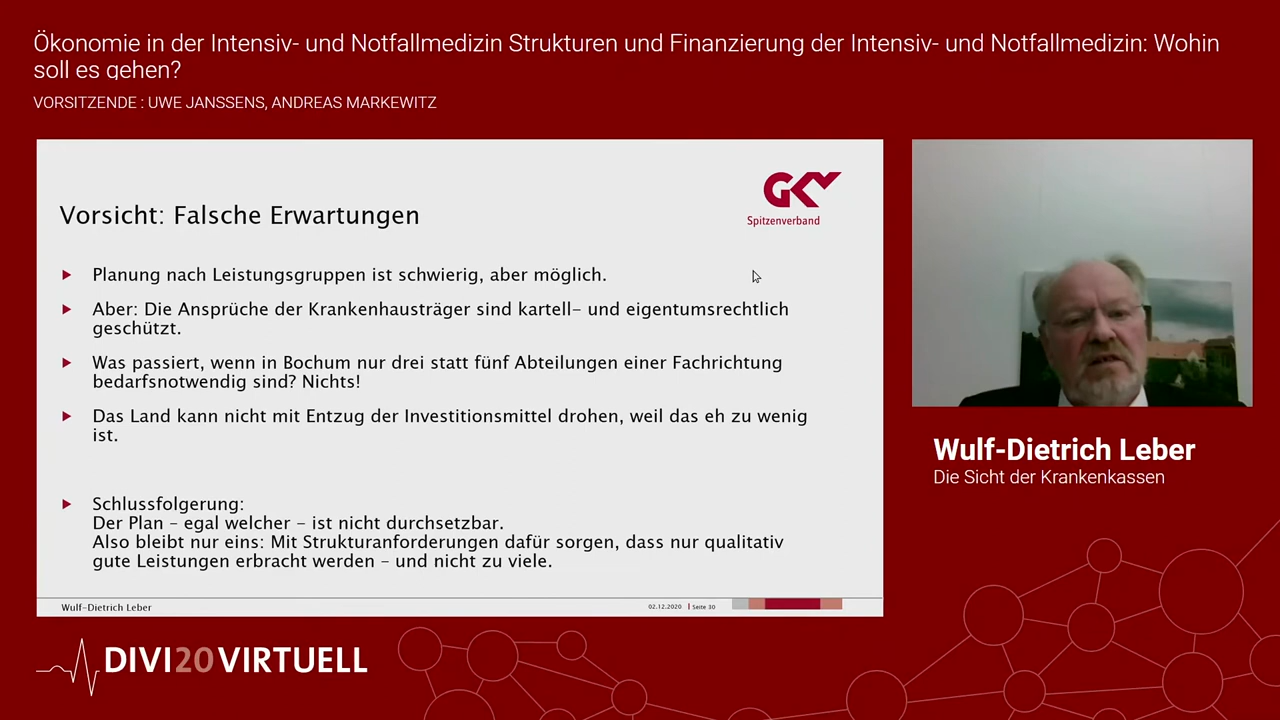 Ökonomie in der Intensiv- und Notfallmedizin Strukturen und Finanzierung der Intensiv- und Notfallmedizin: Wohin
soll es gehen?
VORSITZENDE : UWE JANSSENS, ANDREAS MARKEWITZ
GKV
Spitzenverband
Vorsicht: Falsche Erwartungen
Planung nach Leistungsgruppen ist schwierig, aber möglich.
Aber: Die Ansprüche der Krankenhausträger sind kartell- und eigentumsrechtlich
geschützt.
Was passiert, wenn in Bochum nur drei statt fünf Abteilungen einer Fachrichtung
bedarfsnotwendig sind? Nichts!
Das Land kann nicht mit Entzug der Investitionsmittel drohen, weil das eh zu wenig
ist.
Schlussfolgerung:
Der Plan – egal welcher – ist nicht durchsetzbar.
Also bleibt nur eins: Mit Strukturanforderungen dafür sorgen, dass nur qualitativ
gute Leistungen erbracht werden – und nicht zu viele.
Wulf-Dietrich Leber
02.12.2020 | Seite 30
Wulf-Dietrich Leber
Die Sicht der Krankenkassen
DIVI20VIRTUELL